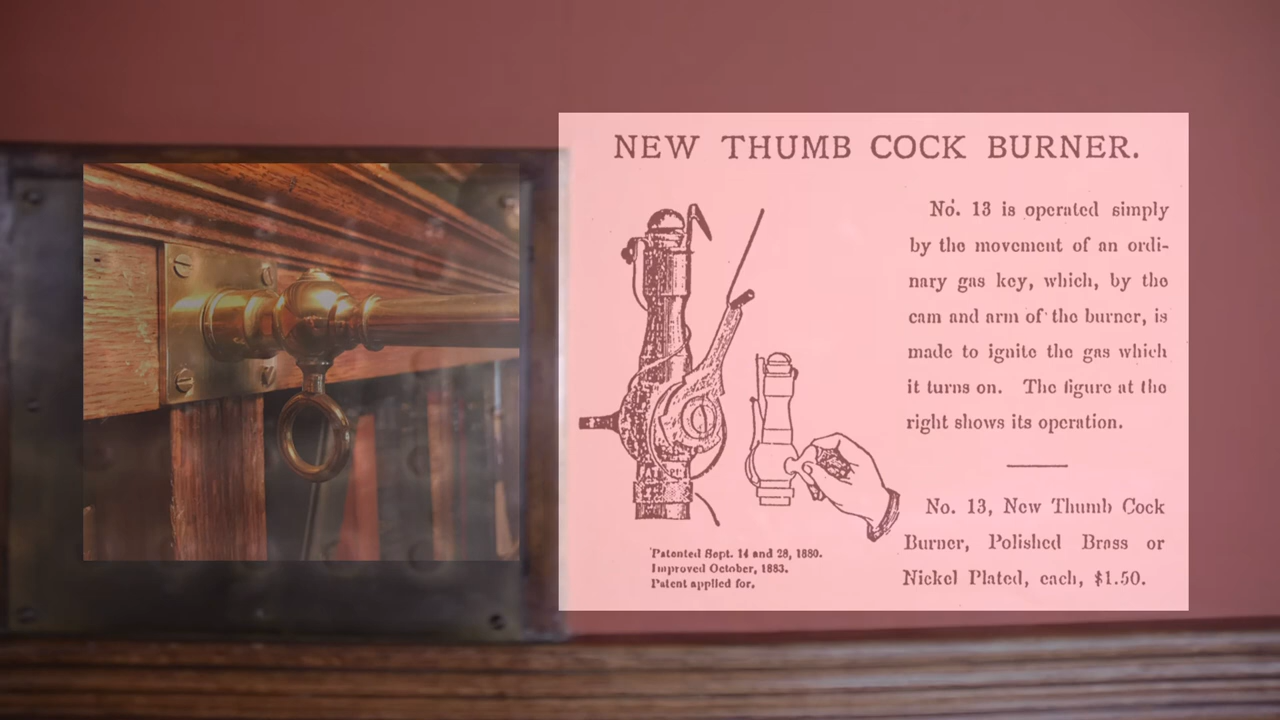 NEW THUMB COCK BURNER.
No. 13 is operated simply
by the movement of an ordi-
nary gas key, which, by the
cam and arm of the burner, is
made to ignite the gas which
it turns on. The figure at the
right shows its operation.
No. 13, New Thumb Cock
Burner, Polished Brass or
Nickel Plated, each, $1.50.
Patented Sept. 14 and 28, 1880.
Improved October, 1883.
Patent applied for.